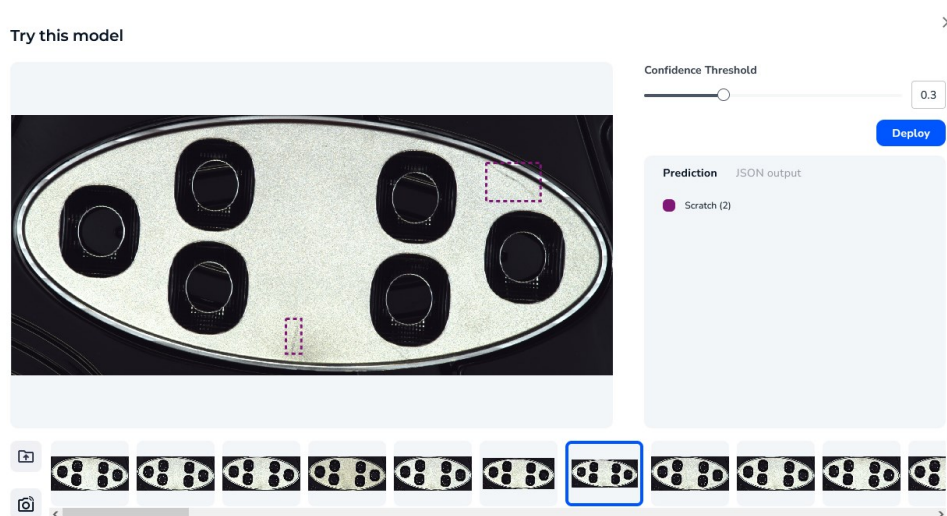 Try this model
Confidence Threshold
0.3
Deploy
Prediction JSON output
Scratch (2)